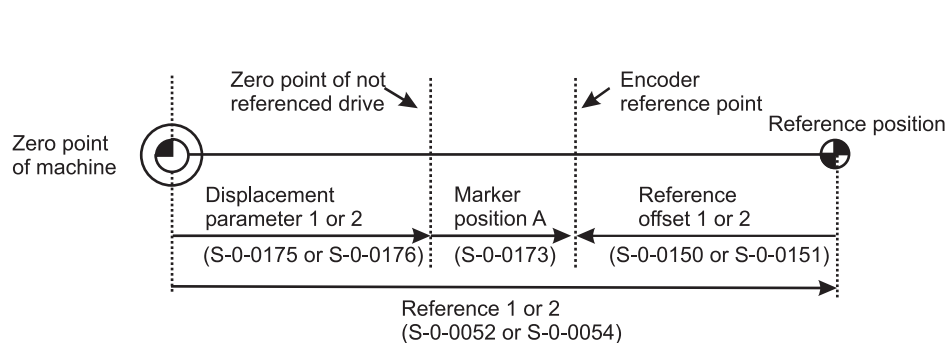 Zero point of not
referenced drive
Encoder
reference point
Reference position
Zero point
of machine
Displacement
parameter 1 or 2
Marker
position A
Reference
offset 1 or 2
(S-0-0175 or S-0-0176)
(S-0-0173)
(S-0-0150 or S-0-0151)
Reference 1 or 2
(S-0-0052 or S-0-0054)